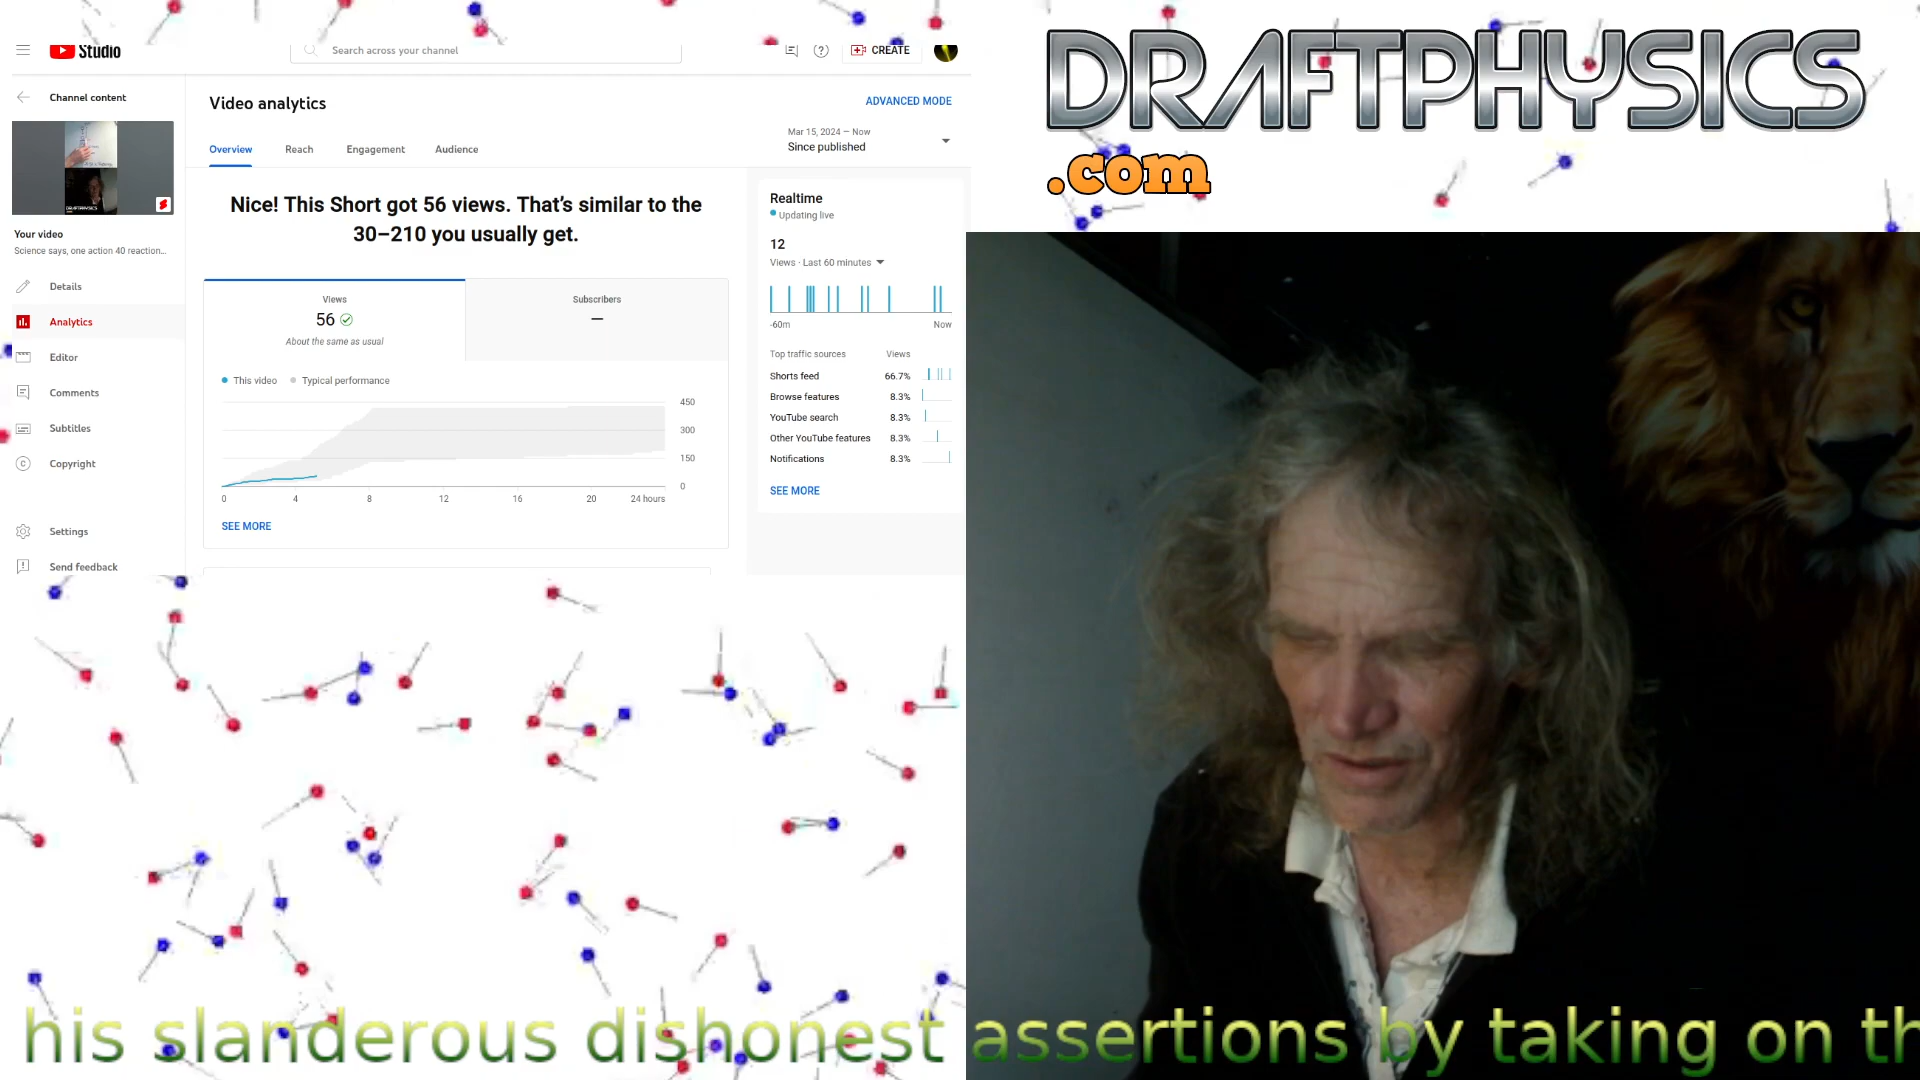 Studio
Search across your channel
CREATE
Channel content
Your video
Science says, one action 40 reaction...
Details
Analytics
Editor
Comments
Subtitles
Copyright
Settings
Send feedback
Video analytics
ADVANCED MODE
Overview
Reach
Engagement
Audience
Mar 15, 2024 – Now
Since published
Nice! This Short got 56 views. That's similar to the
30–210 you usually get.
Views
56
About the same as usual
Subscribers
—
This video
Typical performance
450
300
150
0
0 4 8 12 16 20 24 hours
SEE MORE
Realtime
Updating live
12
Views · Last 60 minutes
-60m Now
Top traffic sources Views
Shorts feed 66.7%
Browse features 8.3%
YouTube search 8.3%
Other YouTube features 8.3%
Notifications 8.3%
SEE MORE
DRAFTPHYSICS
.com
his slanderous dishonest assertions by taking on th